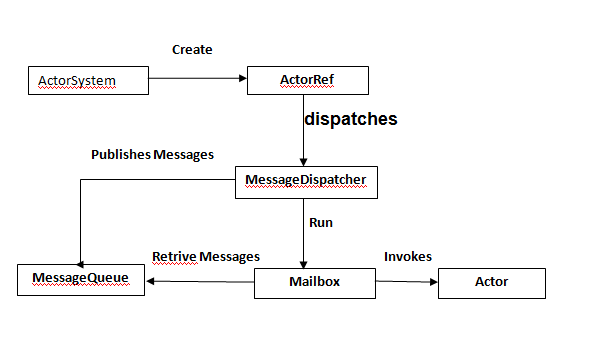 Create
ActorSystem
ActorRef
dispatches
Publishes Messages
MessageDispatcher
Run
Retrive Messages
Invokes
MessageQueue
Mailbox
Actor